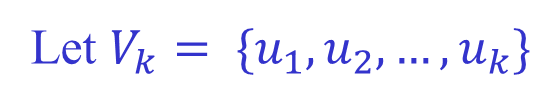 Let V_k = {u_1, u_2, ..., u_k}